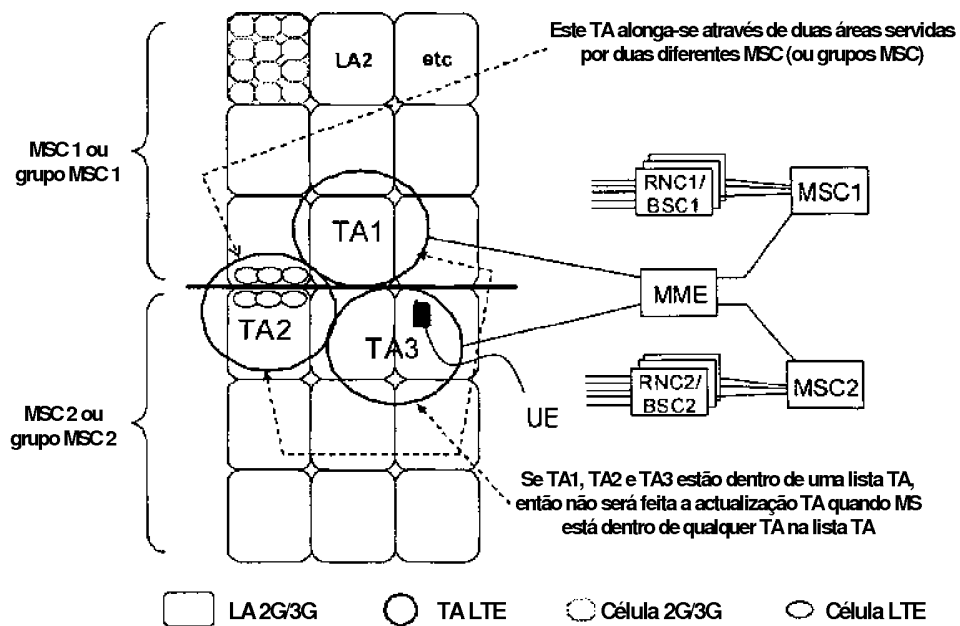 Este TA alonga-se através de duas áreas servidas
por duas diferentes MSC (ou grupos MSC)
LA2
etc
MSC 1 ou
grupo MSC 1
RNC1/
BSC1
MSC1
TA1
MME
TA2
TA3
RNC2/
BSC2
MSC2
MSC 2 ou
grupo MSC 2
UE
Se TA1, TA2 e TA3 estão dentro de uma lista TA,
então não será feita a actualização TA quando MS
está dentro de qualquer TA na lista TA
LA 2G/3G
TA LTE
Célula 2G/3G
Célula LTE